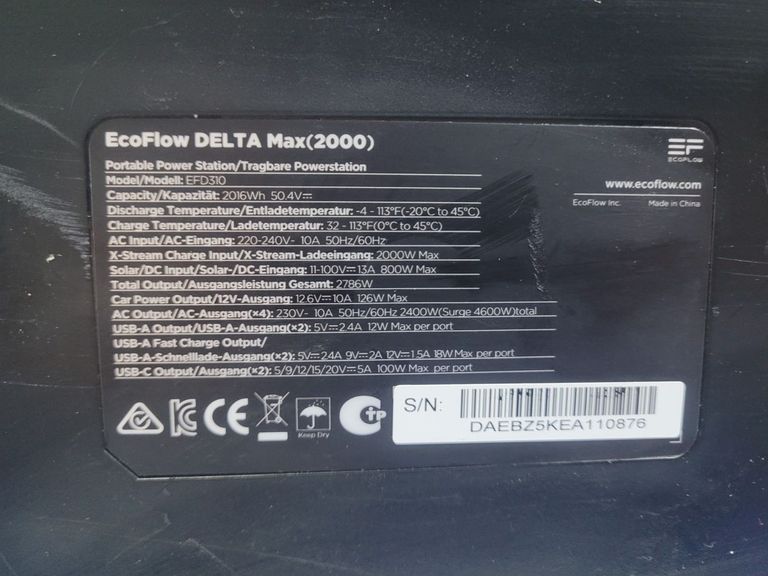 EcoFlow DELTA Max(2000)
EF
ECOFLOW
Portable Power Station/Tragbare Powerstation
Model/Modell: EFD310
www.ecoflow.com
Capacity/Kapazität: 2016Wh 50.4V⎓
EcoFlow Inc. Made in China
Discharge Temperature/Entladetemperatur: -4 - 113°F(-20°C to 45°C)
Charge Temperature/Ladetemperatur: 32 - 113°F(0°C to 45°C)
AC Input/AC-Eingang: 220-240V~ 10A 50Hz/60Hz
X-Stream Charge Input/X-Stream-Ladeeingang: 2000W Max
Solar/DC Input/Solar-/DC-Eingang: 11-100V⎓13A 800W Max
Total Output/Ausgangsleistung Gesamt: 2786W
Car Power Output/12V-Ausgang: 12.6V⎓10A 126W Max
AC Output/AC-Ausgang(×4): 230V~ 10A 50Hz/60Hz 2400W(Surge 4600W)total
USB-A Output/USB-A-Ausgang(×2): 5V⎓2.4A 12W Max per port
USB-A Fast Charge Output/
USB-A-Schnelllade-Ausgang(×2): 5V⎓2.4A 9V⎓2A 12V⎓1.5A 18W Max per port
USB-C Output/Ausgang(×2): 5/9/12/15/20V⎓5A 100W Max per port
CE
Keep Dry
S/N:
DAEBZ5KEA110876